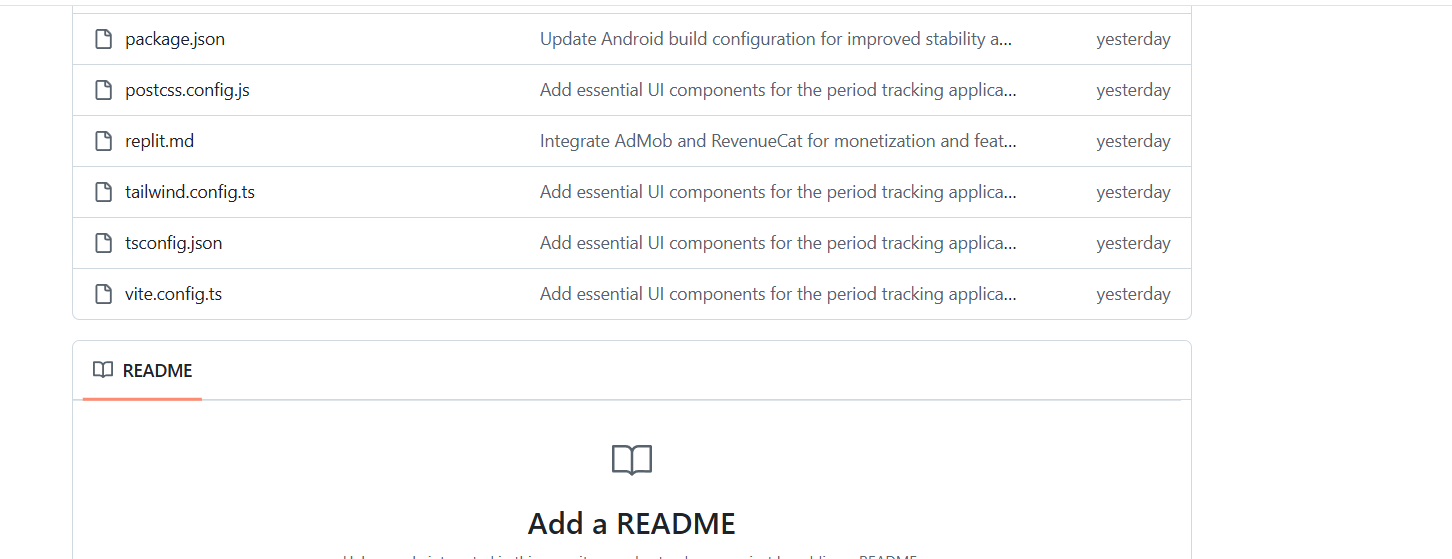 package.json Update Android build configuration for improved stability a... yesterday
postcss.config.js Add essential UI components for the period tracking applica... yesterday
replit.md Integrate AdMob and RevenueCat for monetization and feat... yesterday
tailwind.config.ts Add essential UI components for the period tracking applica... yesterday
tsconfig.json Add essential UI components for the period tracking applica... yesterday
vite.config.ts Add essential UI components for the period tracking applica... yesterday
README
Add a README